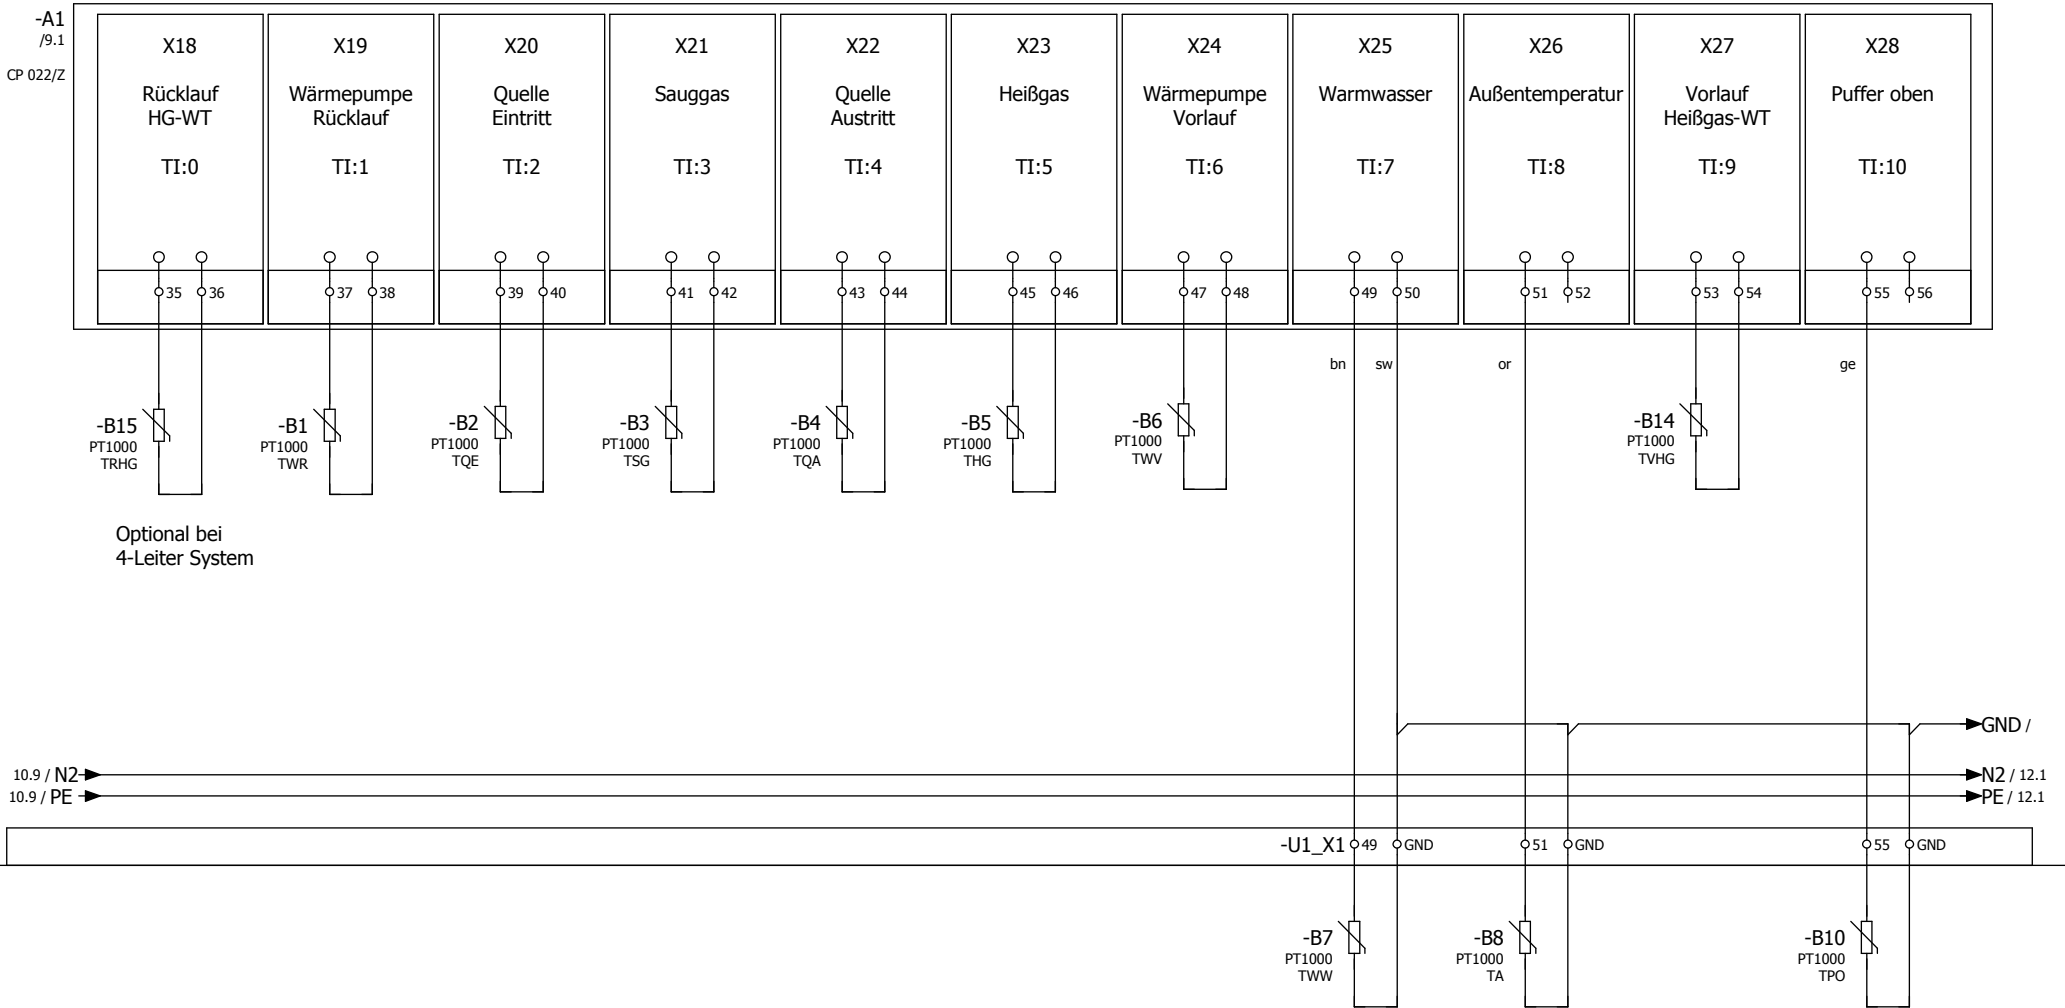 -A1
/9.1
CP 022/Z
X18
Rücklauf
HG-WT
TI:0
35 36
X19
Wärmepumpe
Rücklauf
TI:1
37 38
X20
Quelle
Eintritt
TI:2
39 40
X21
Sauggas
TI:3
41 42
X22
Quelle
Austritt
TI:4
43 44
X23
Heißgas
TI:5
45 46
X24
Wärmepumpe
Vorlauf
TI:6
47 48
X25
Warmwasser
TI:7
49 50
X26
Außentemperatur
TI:8
51 52
X27
Vorlauf
Heißgas-WT
TI:9
53 54
X28
Puffer oben
TI:10
55 56
bn sw or ge
-B15
PT1000
TRHG
-B1
PT1000
TWR
-B2
PT1000
TQE
-B3
PT1000
TSG
-B4
PT1000
TQA
-B5
PT1000
THG
-B6
PT1000
TWV
-B14
PT1000
TVHG
Optional bei
4-Leiter System
GND /
10.9 / N2 N2 / 12.1
10.9 / PE PE / 12.1
-U1_X1 49 GND 51 GND 55 GND
-B7
PT1000
TWW
-B8
PT1000
TA
-B10
PT1000
TPO